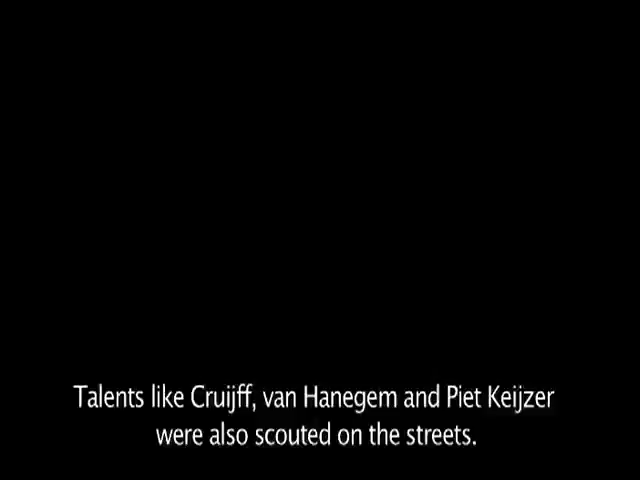 Talents like Cruijff, van Hanegem and Piet Keijzer
were also scouted on the streets.